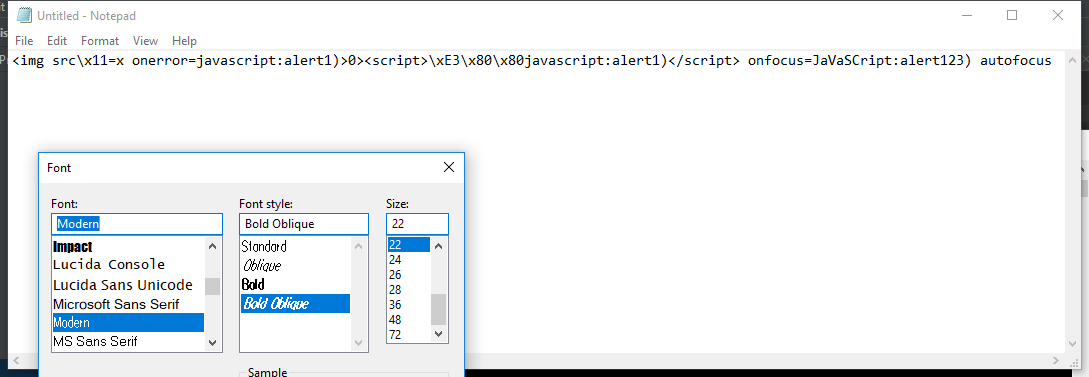 Untitled - Notepad
File Edit Format View Help
<img src\x11=x onerror=javascript:alert1)>0><script>\xE3\x80\x80javascript:alert1)</script> onfocus=JaVaSCript:alert123) autofocus
Font
Font: Font style: Size:
Modern Bold Oblique 22
Impact Standard 22
Lucida Console Oblique 24
Lucida Sans Unicode Bold 26
Microsoft Sans Serif Bold Oblique 28
Modern 36
MS Sans Serif 48
72
Sample